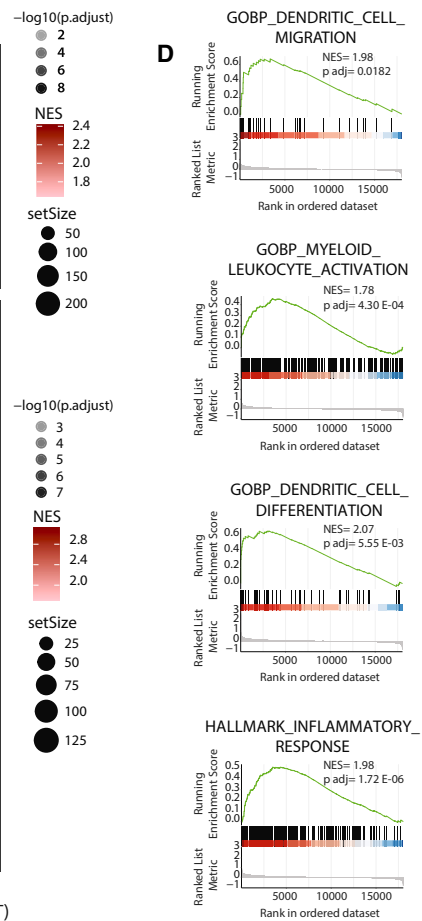 −log10(p.adjust)
2
4
6
8
NES
2.4
2.2
2.0
1.8
setSize
50
100
150
200
−log10(p.adjust)
3
4
5
6
7
NES
2.8
2.4
2.0
setSize
25
50
75
100
125
T)
D
GOBP_DENDRITIC_CELL_
MIGRATION
NES= 1.98
p adj= 0.0182
Running
Enrichment Score
0.6
0.4
0.2
0.0
Ranked List
Metric
3
2
1
0
−1
5000 10000 15000
Rank in ordered dataset
GOBP_MYELOID_
LEUKOCYTE_ACTIVATION
NES= 1.78
p adj= 4.30 E-04
Running
Enrichment Score
0.4
0.3
0.2
0.1
0.0
Ranked List
Metric
3
2
1
0
−1
5000 10000 15000
Rank in ordered dataset
GOBP_DENDRITIC_CELL_
DIFFERENTIATION
NES= 2.07
p adj= 5.55 E-03
Running
Enrichment Score
0.6
0.4
0.2
0.0
Ranked List
Metric
3
2
1
0
−1
5000 10000 15000
Rank in ordered dataset
HALLMARK_INFLAMMATORY_
RESPONSE
NES= 1.98
p adj= 1.72 E-06
Running
Enrichment Score
0.5
0.4
0.3
0.2
0.1
0.0
Ranked List
Metric
3
2
1
0
−1
5000 10000 15000
Rank in ordered dataset